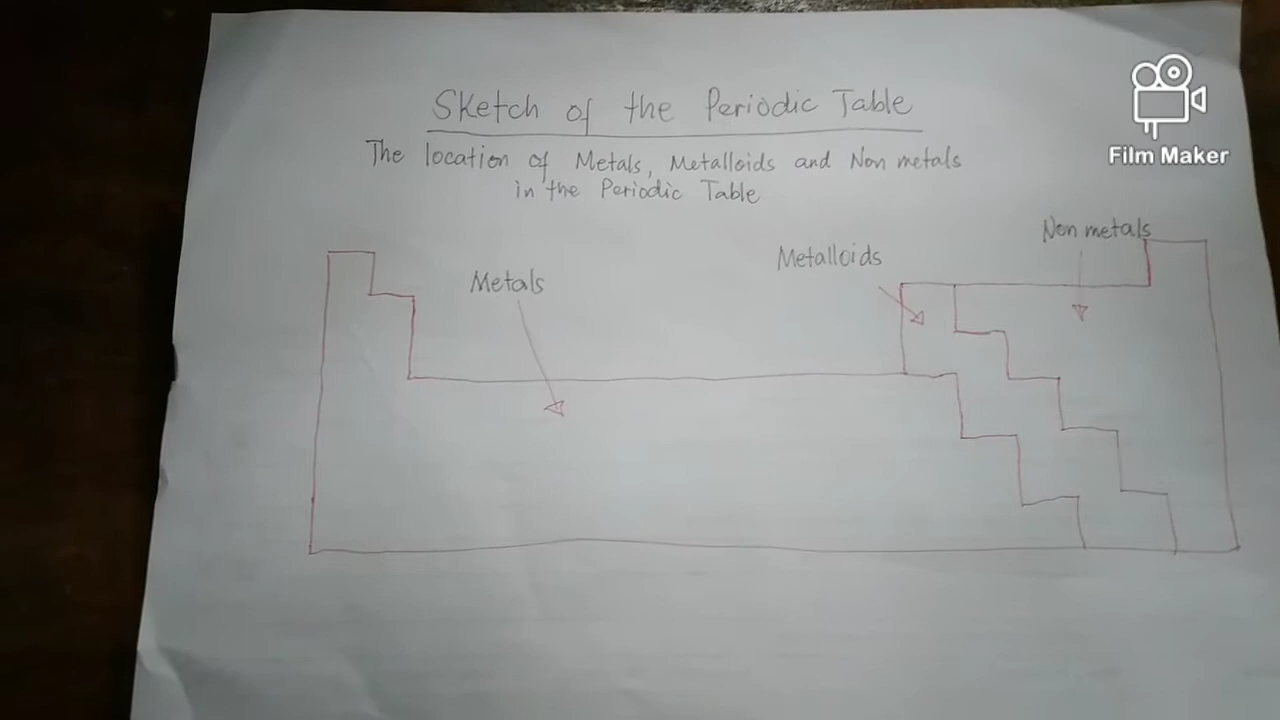 Sketch of the Periodic Table
The location of Metals, Metalloids and Non metals
in the Periodic Table
Film Maker
Non metals
Metalloids
Metals